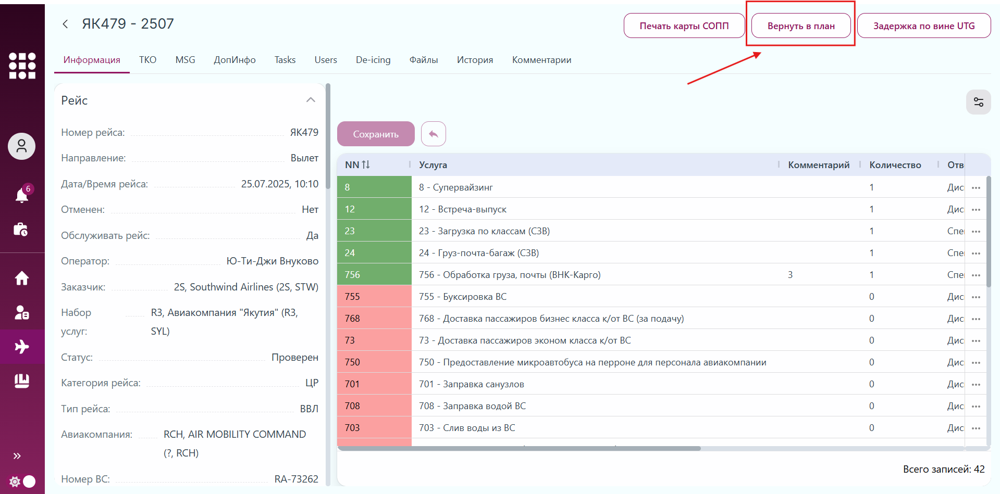 ЯК479 - 2507
Печать карты СОПП
Вернуть в план
Задержка по вине UTG
Информация
ТКО
MSG
ДопИнфо
Tasks
Users
De-icing
Файлы
История
Комментарии
6
Рейс
Номер рейса: ЯК479
Направление: Вылет
Дата/Время рейса: 25.07.2025, 10:10
Отменен: Нет
Обслуживать рейс: Да
Оператор: Ю-Ти-Джи Внуково
Заказчик: 2S, Southwind Airlines (2S, STW)
Набор услуг: R3, Авиакомпания "Якутия" (R3,
SYL)
Статус: Проверен
Категория рейса: ЦР
Тип рейса: ВВЛ
Авиакомпания: RCH, AIR MOBILITY COMMAND
(?, RCH)
Номер ВС: RA-73262
Сохранить
NN Услуга Комментарий Количество Отв
8 8 - Супервайзинг 1 Дис
12 12 - Встреча-выпуск 1 Дис
23 23 - Загрузка по классам (СЗВ) 1 Спе
24 24 - Груз-почта-багаж (СЗВ) 1 Спе
756 756 - Обработка груза, почты (ВНК-Карго) 3 1 Спе
755 755 - Буксировка ВС 0 Дис
768 768 - Доставка пассажиров бизнес класса к/от ВС (за подачу) 0 Дис
73 73 - Доставка пассажиров эконом класса к/от ВС 0 Дис
750 750 - Предоставление микроавтобуса на перроне для персонала авиакомпании 0 Дис
701 701 - Заправка санузлов 0 Дис
708 708 - Заправка водой ВС 0 Дис
703 703 - Слив воды из ВС 0 Дис
Всего записей: 42